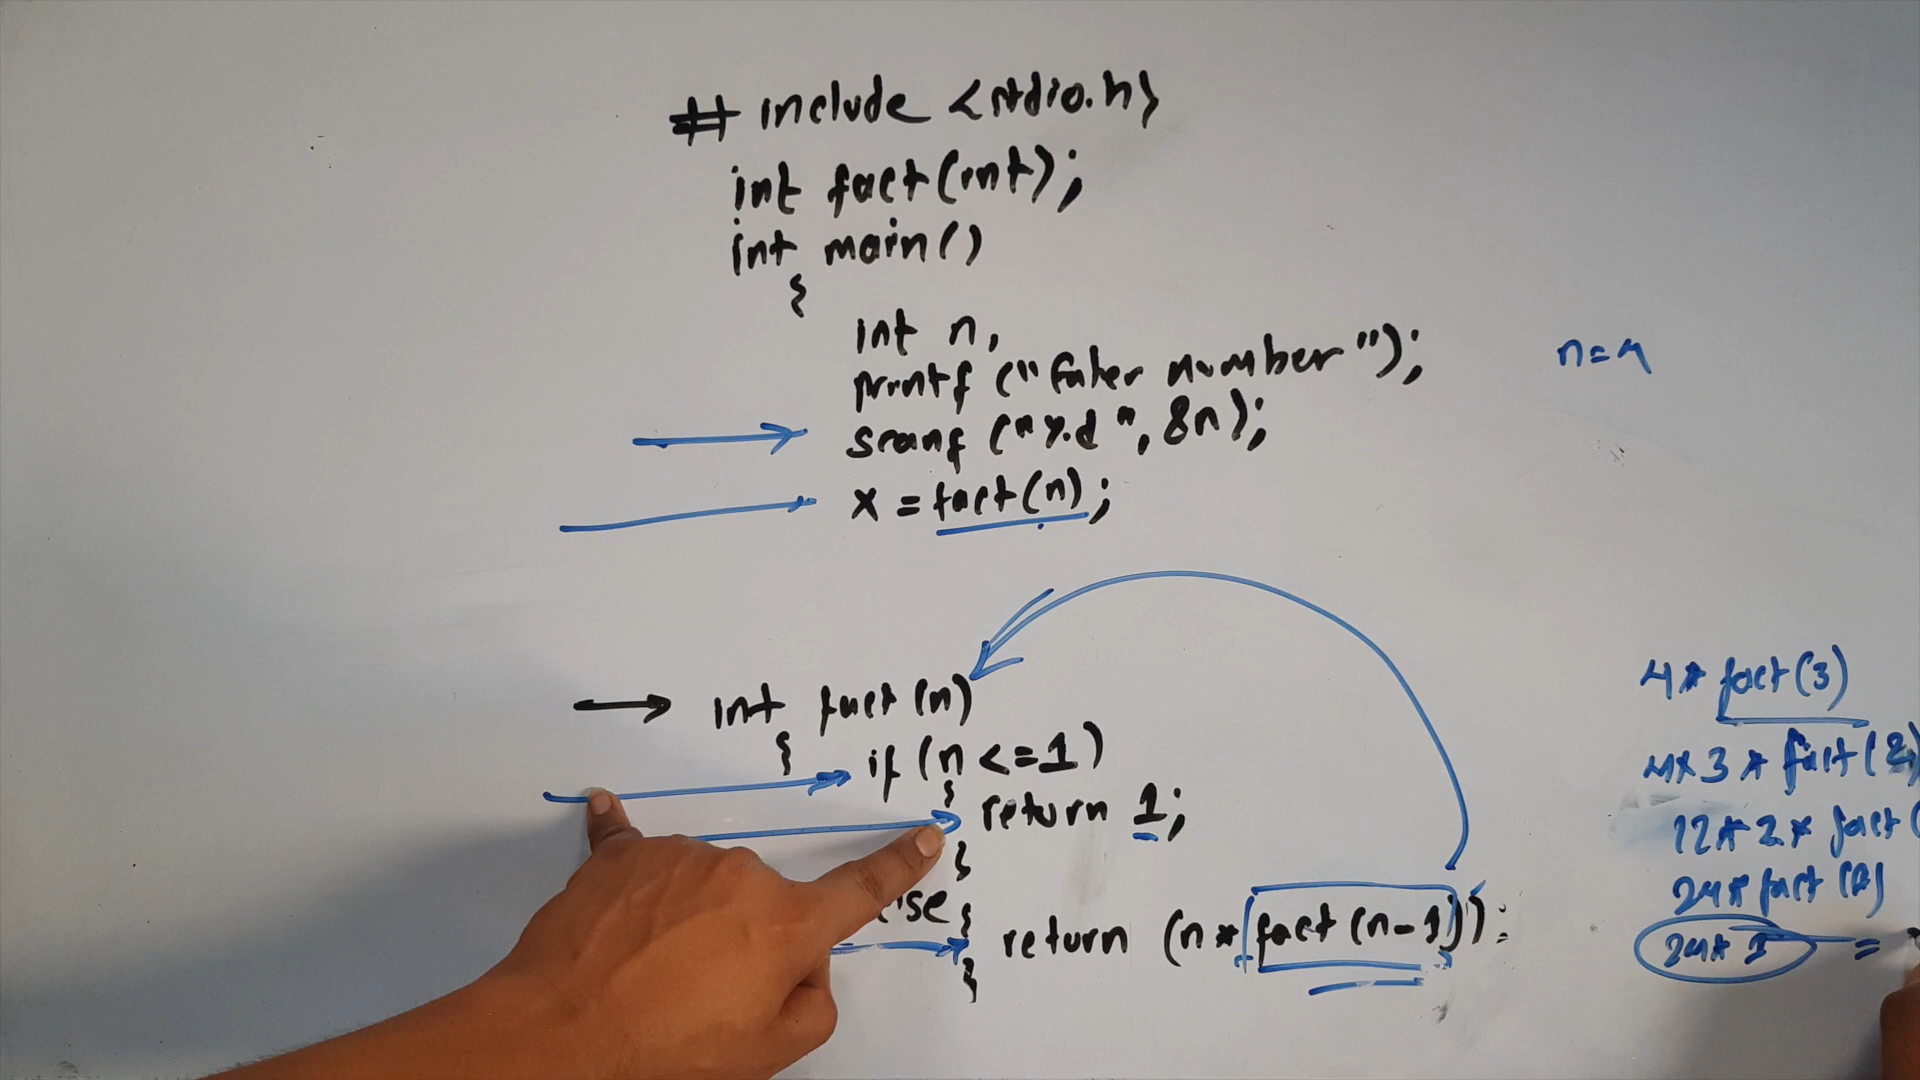 # include <stdio.h>
int fact(int);
int main()
{
int n,
printf ("Enter number");
scanf ("%d", &n);
x = fact(n);
n=4
int fact (n)
{
if (n <= 1)
{ return 1;
}
else {
return (n * fact (n-1)):
}
4* fact(3)
4*3* fact(2)
12*2* fact(
24* fact (1)
24* 1 =